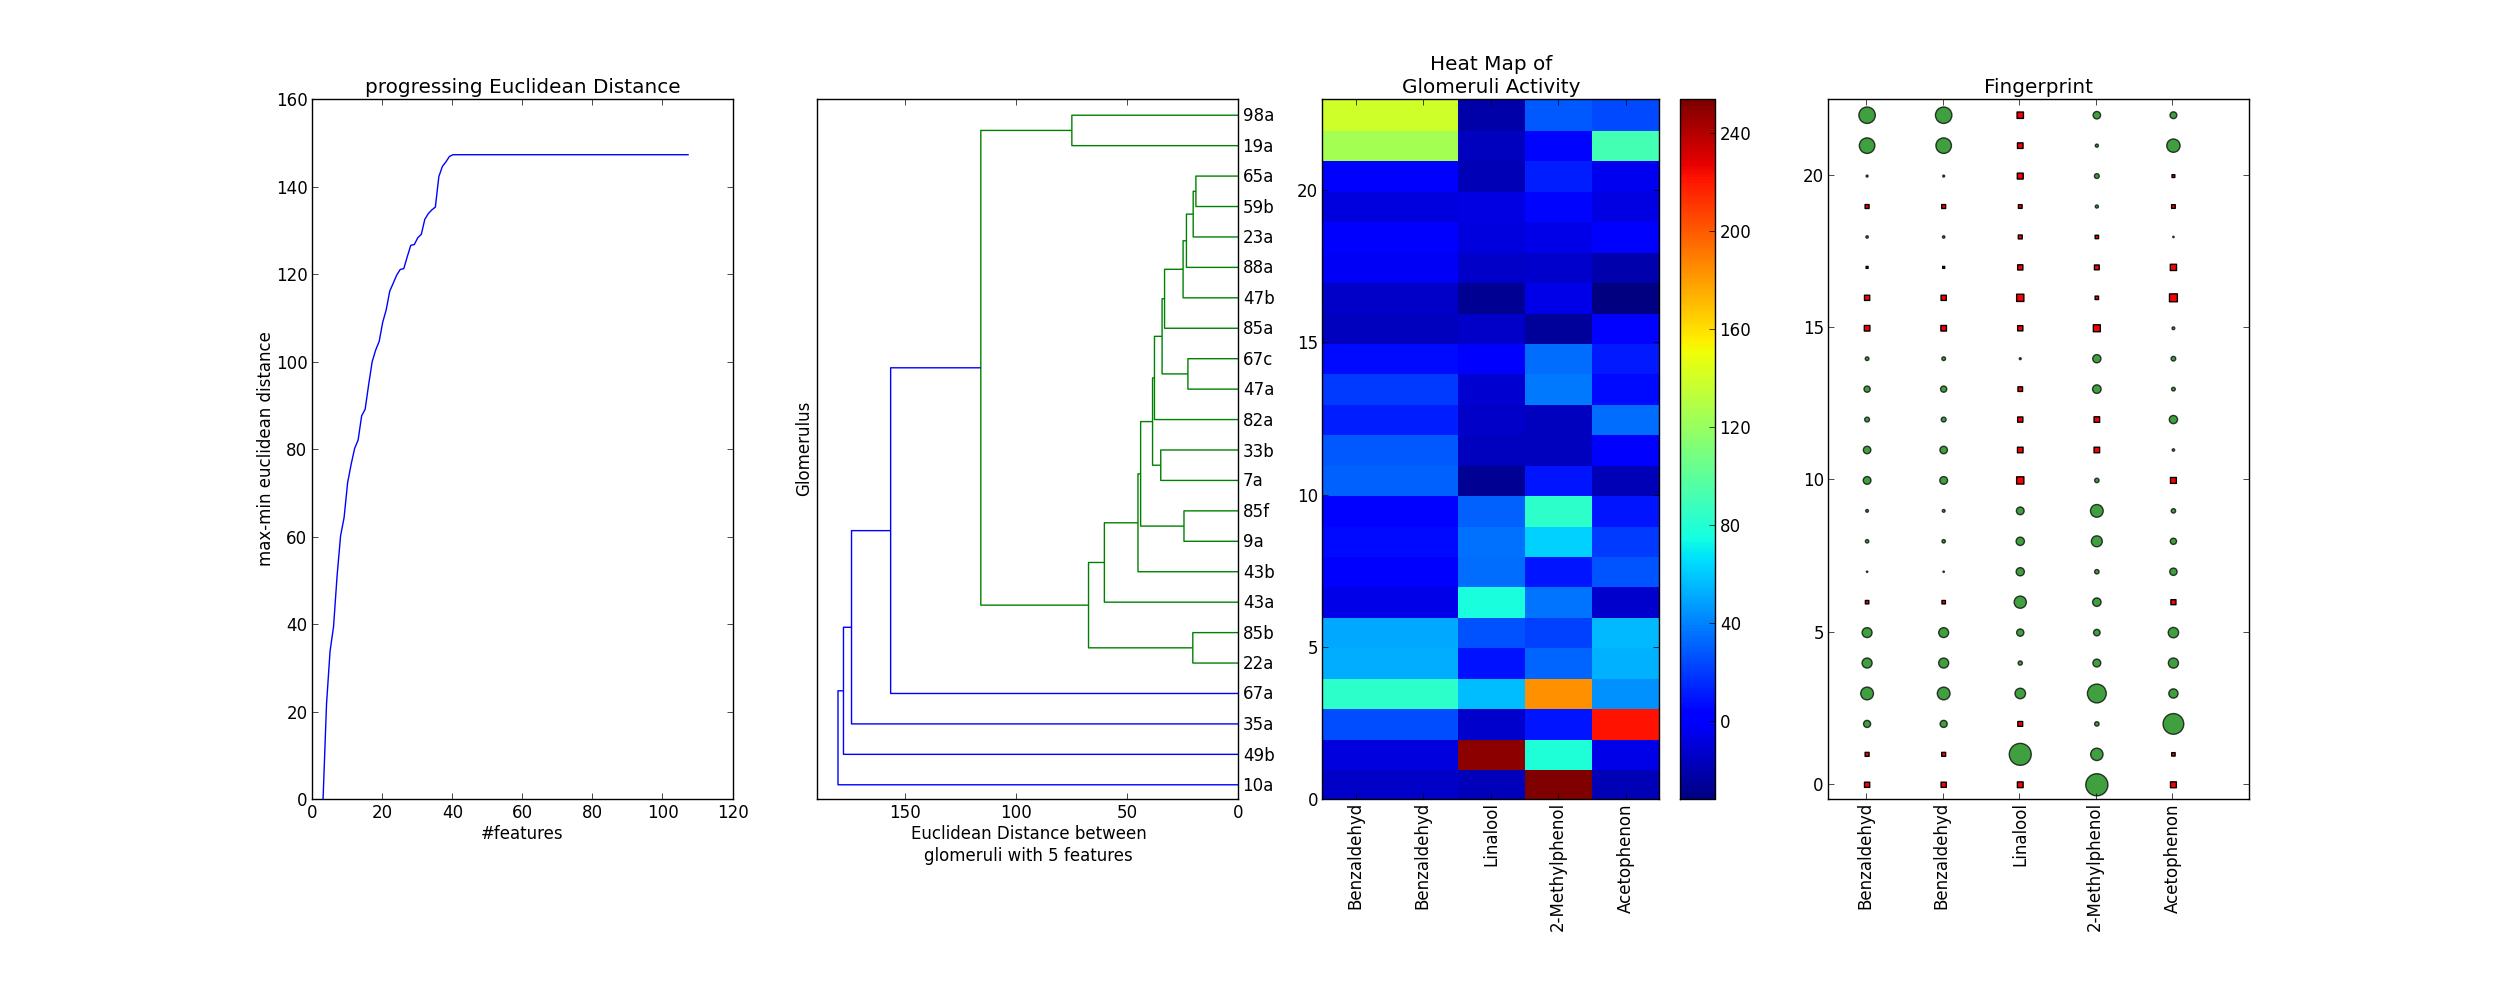 progressing Euclidean Distance
160
140
120
100
80
60
40
20
0
max-min euclidean distance
0 20 40 60 80 100 120
#features
Glomerulus
98a
19a
65a
59b
23a
88a
47b
85a
67c
47a
82a
33b
7a
85f
9a
43b
43a
85b
22a
67a
35a
49b
10a
150 100 50 0
Euclidean Distance between
glomeruli with 5 features
Heat Map of
Glomeruli Activity
20
15
10
5
0
Benzaldehyd
Benzaldehyd
Linalool
2-Methylphenol
Acetophenon
240
200
160
120
80
40
0
Fingerprint
20
15
10
5
0
Benzaldehyd
Benzaldehyd
Linalool
2-Methylphenol
Acetophenon